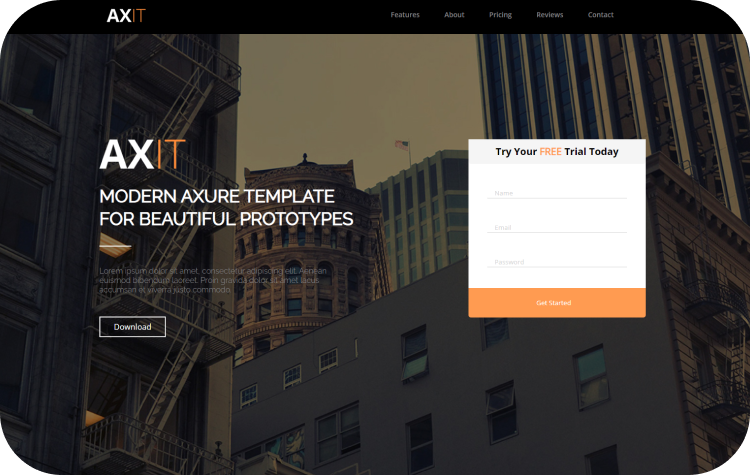 AXIT
Features About Pricing Reviews Contact
AXIT
MODERN AXURE TEMPLATE
FOR BEAUTIFUL PROTOTYPES
Lorem ipsum dolor sit amet, consectetur adipiscing elit. Aenean
euismod bibendum laoreet. Proin gravida dolor sit amet lacus
accumsan et viverra justo commodo.
Download
Try Your FREE Trial Today
Name
Email
Password
Get Started